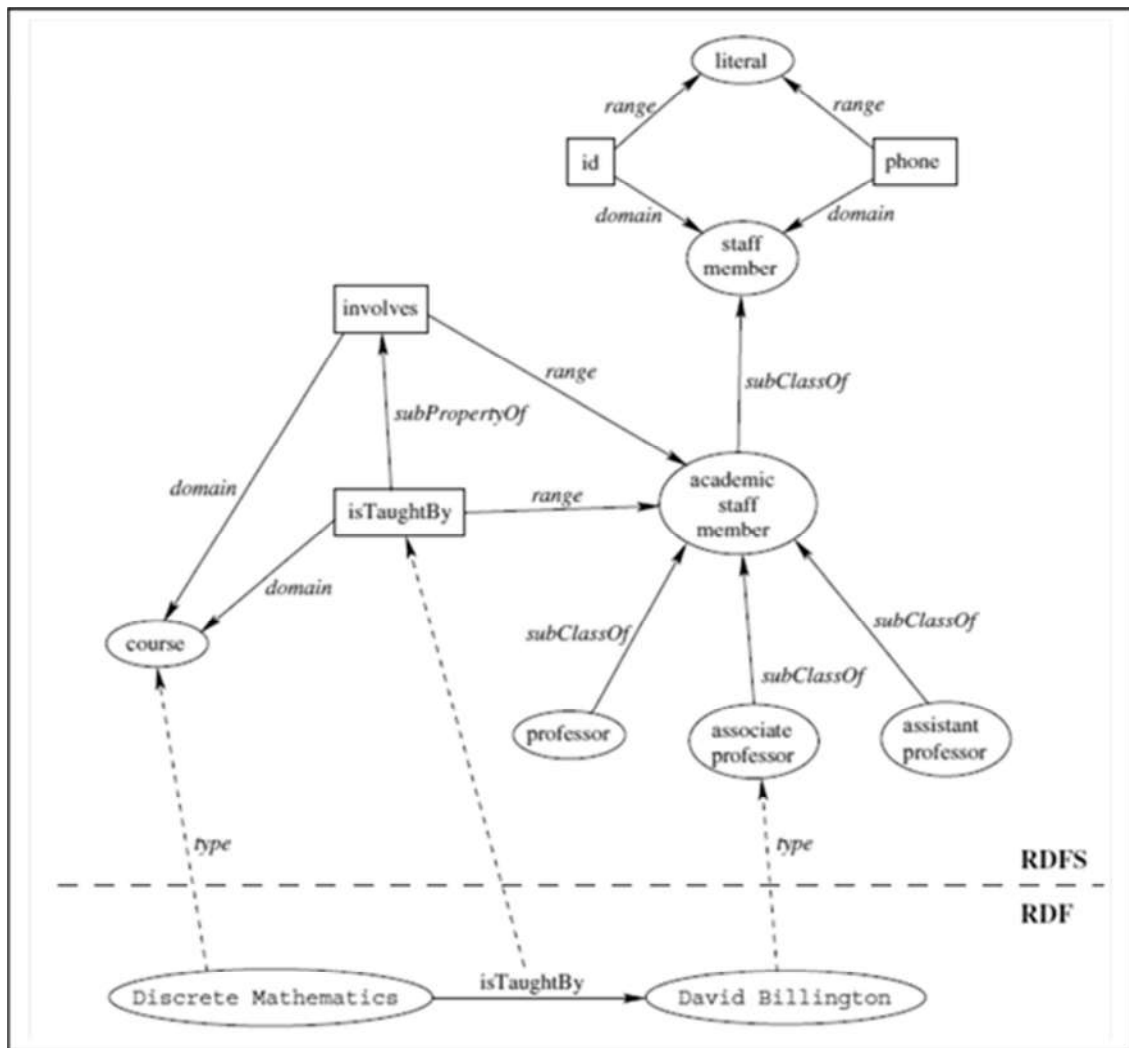 literal
range
range
id
phone
domain
domain
staff
member
involves
range
subClassOf
subPropertyOf
academic
staff
member
domain
range
isTaughtBy
domain
subClassOf
subClassOf
course
subClassOf
professor
associate
professor
assistant
professor
type
type
RDFS
RDF
isTaughtBy
Discrete Mathematics
David Billington